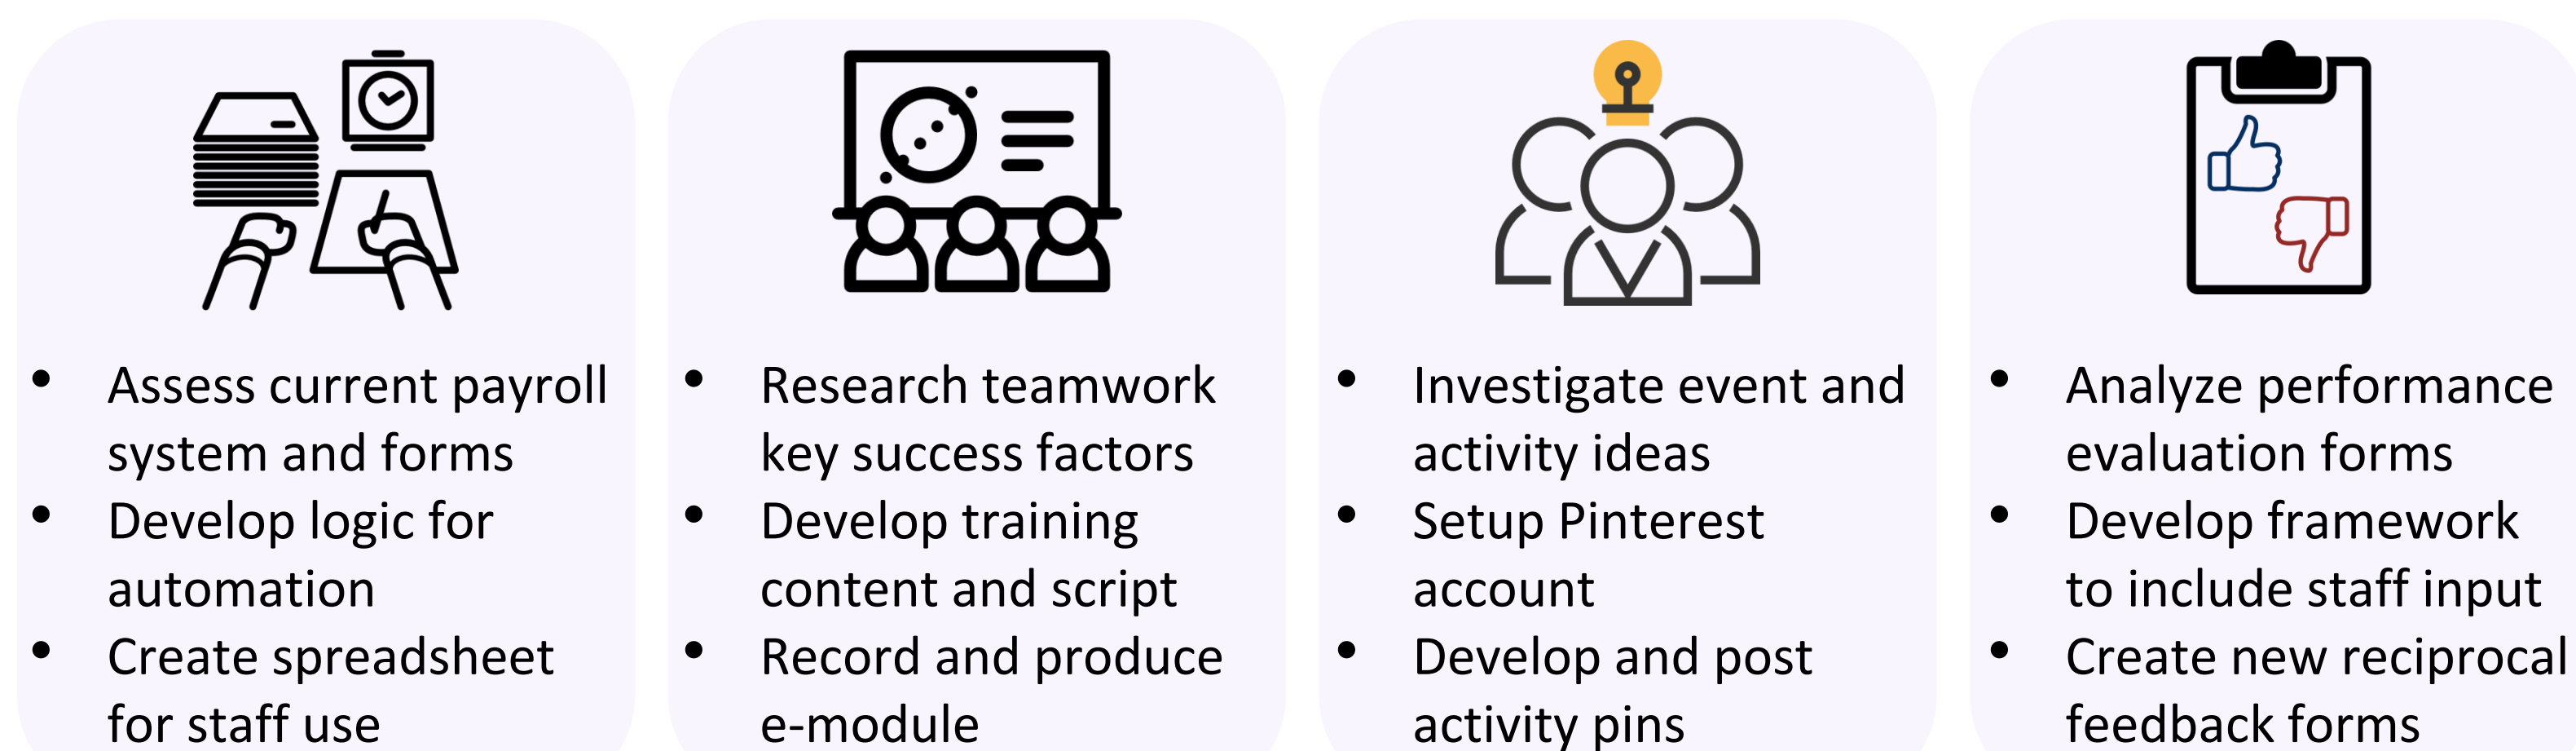 • Assess current payroll
system and forms
• Develop logic for
automation
• Create spreadsheet
for staff use
• Research teamwork
key success factors
• Develop training
content and script
• Record and produce
e-module
• Investigate event and
activity ideas
• Setup Pinterest
account
• Develop and post
activity pins
• Analyze performance
evaluation forms
• Develop framework
to include staff input
• Create new reciprocal
feedback forms